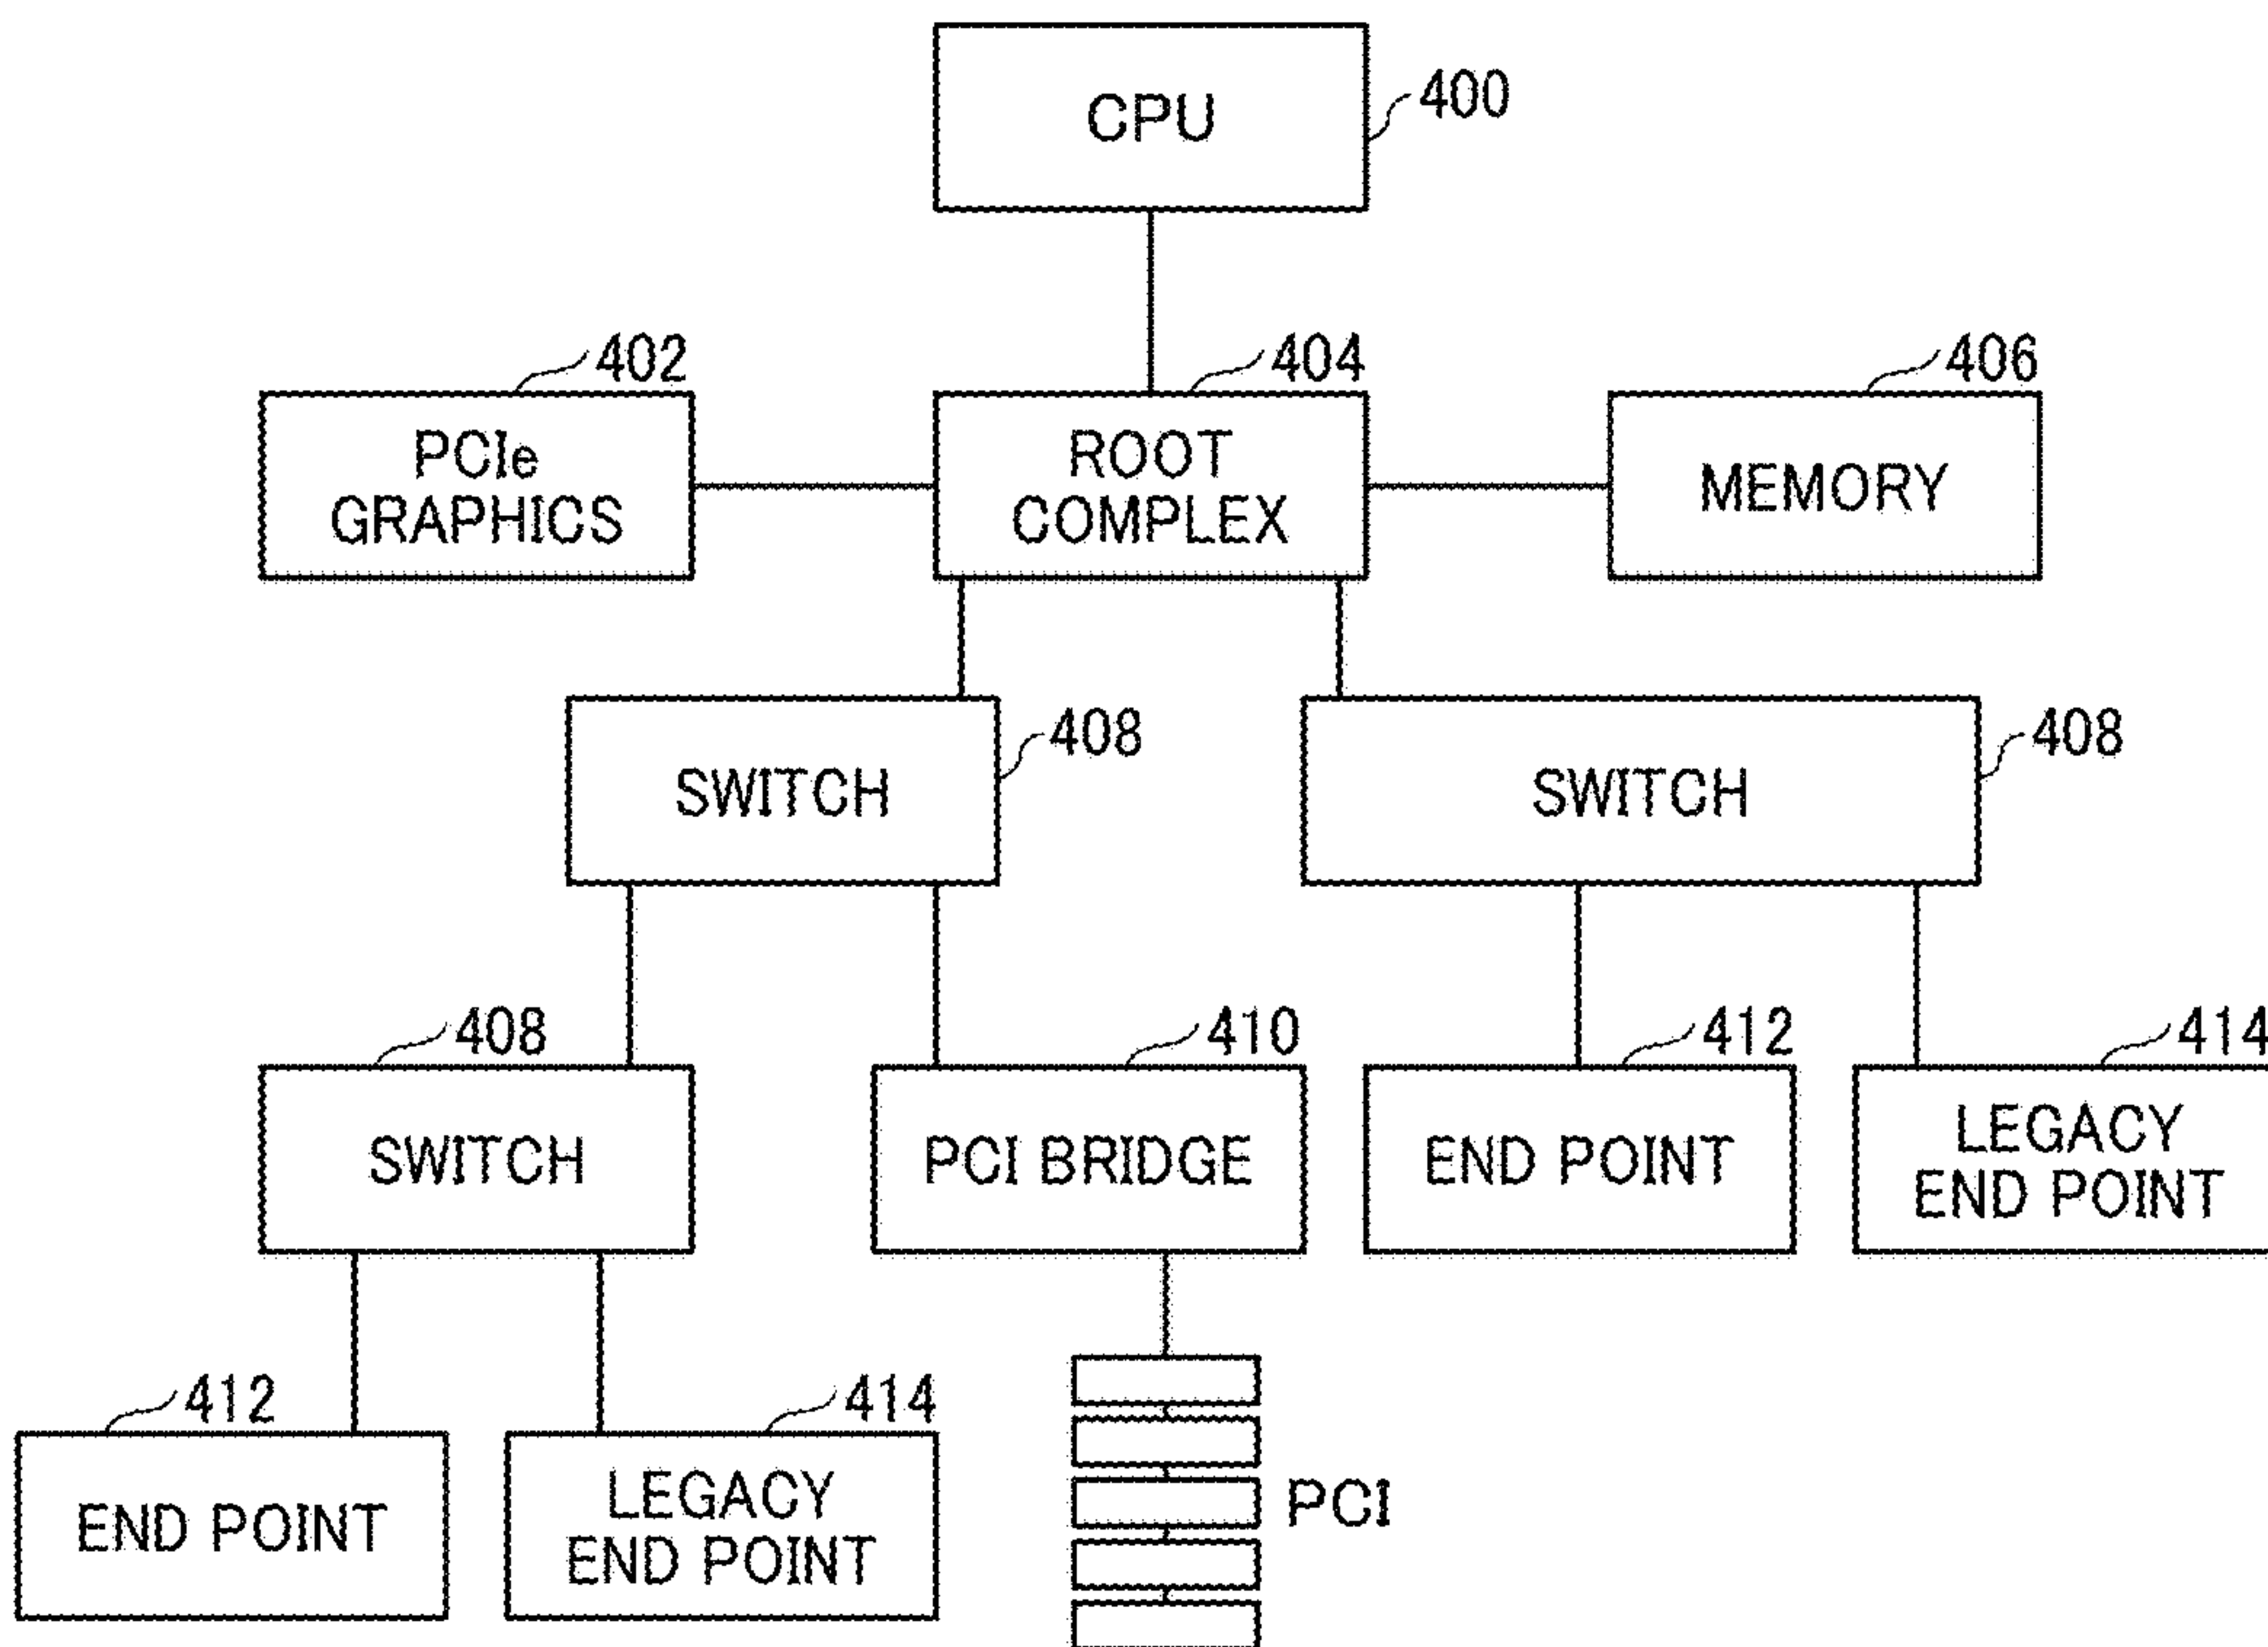 CPU
400
402
404
406
PCIe
GRAPHICS
ROOT
COMPLEX
MEMORY
408
408
SWITCH
SWITCH
408
410
412
414
SWITCH
PCI BRIDGE
END POINT
LEGACY
END POINT
412
414
END POINT
LEGACY
END POINT
PCI